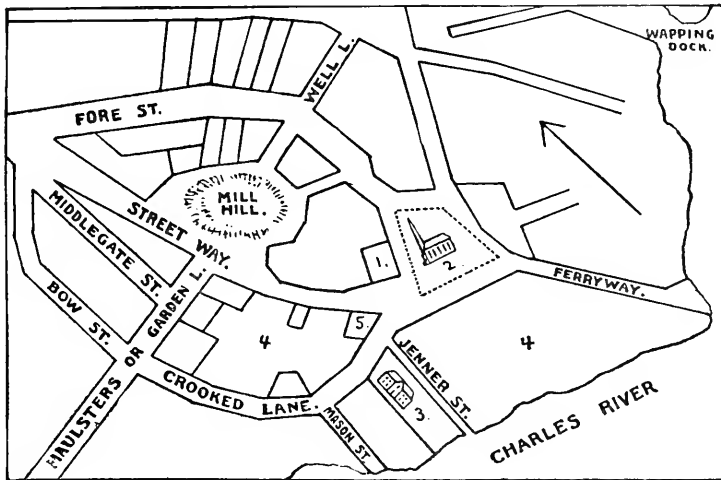 WAPPING
DOCK.
WELL L.
FORE ST.
MILL
HILL.
STREET WAY.
MIDDLEGATE ST.
BOW ST.
HAULSTERS OR GARDEN L.
1.
2.
FERRYWAY.
5.
4
4
JENNER ST.
3.
CROOKED LANE.
MASON ST.
CHARLES RIVER